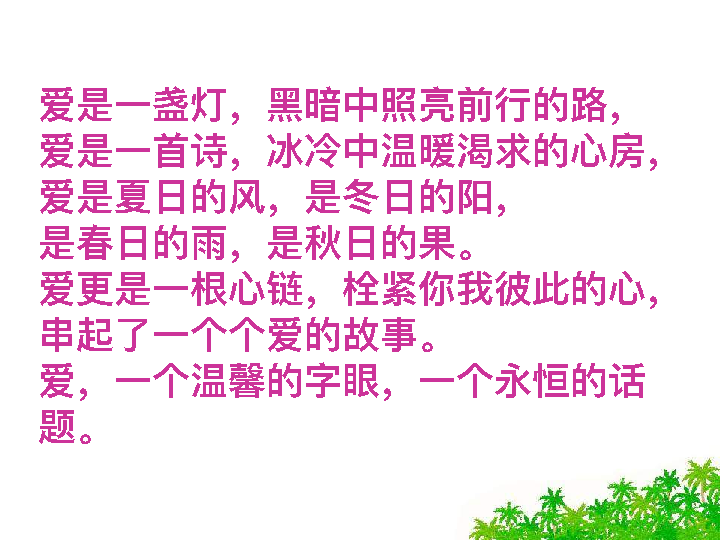 爱是一盏灯，黑暗中照亮前行的路，
爱是一首诗，冰冷中温暖渴求的心房，
爱是夏日的风，是冬日的阳，
是春日的雨，是秋日的果。
爱更是一根心链，栓紧你我彼此的心，
串起了一个个爱的故事。
爱，一个温馨的字眼，一个永恒的话
题。